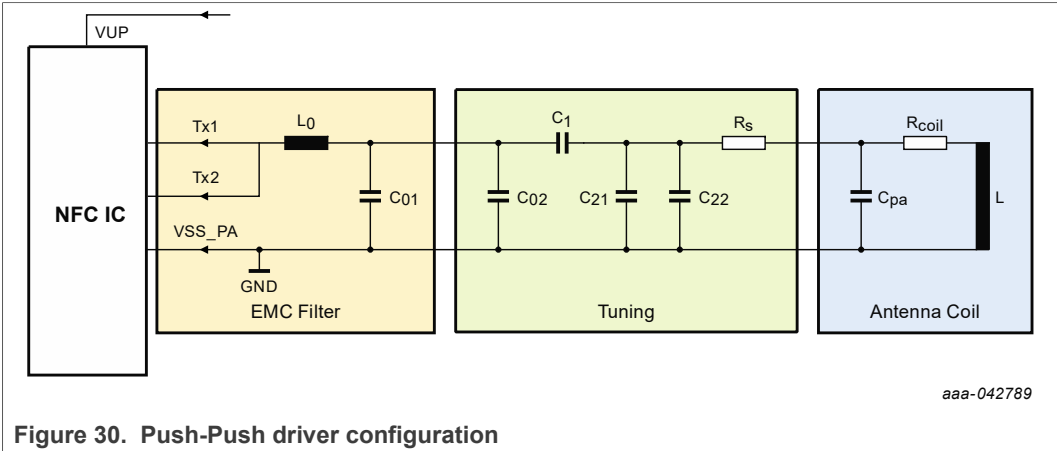 VUP
Tx1
L0
C1
Rs
Rcoil
Tx2
C01
C02
C21
C22
Cpa
L
NFC IC
VSS_PA
GND
EMC Filter
Tuning
Antenna Coil
aaa-042789
Figure 30. Push-Push driver configuration